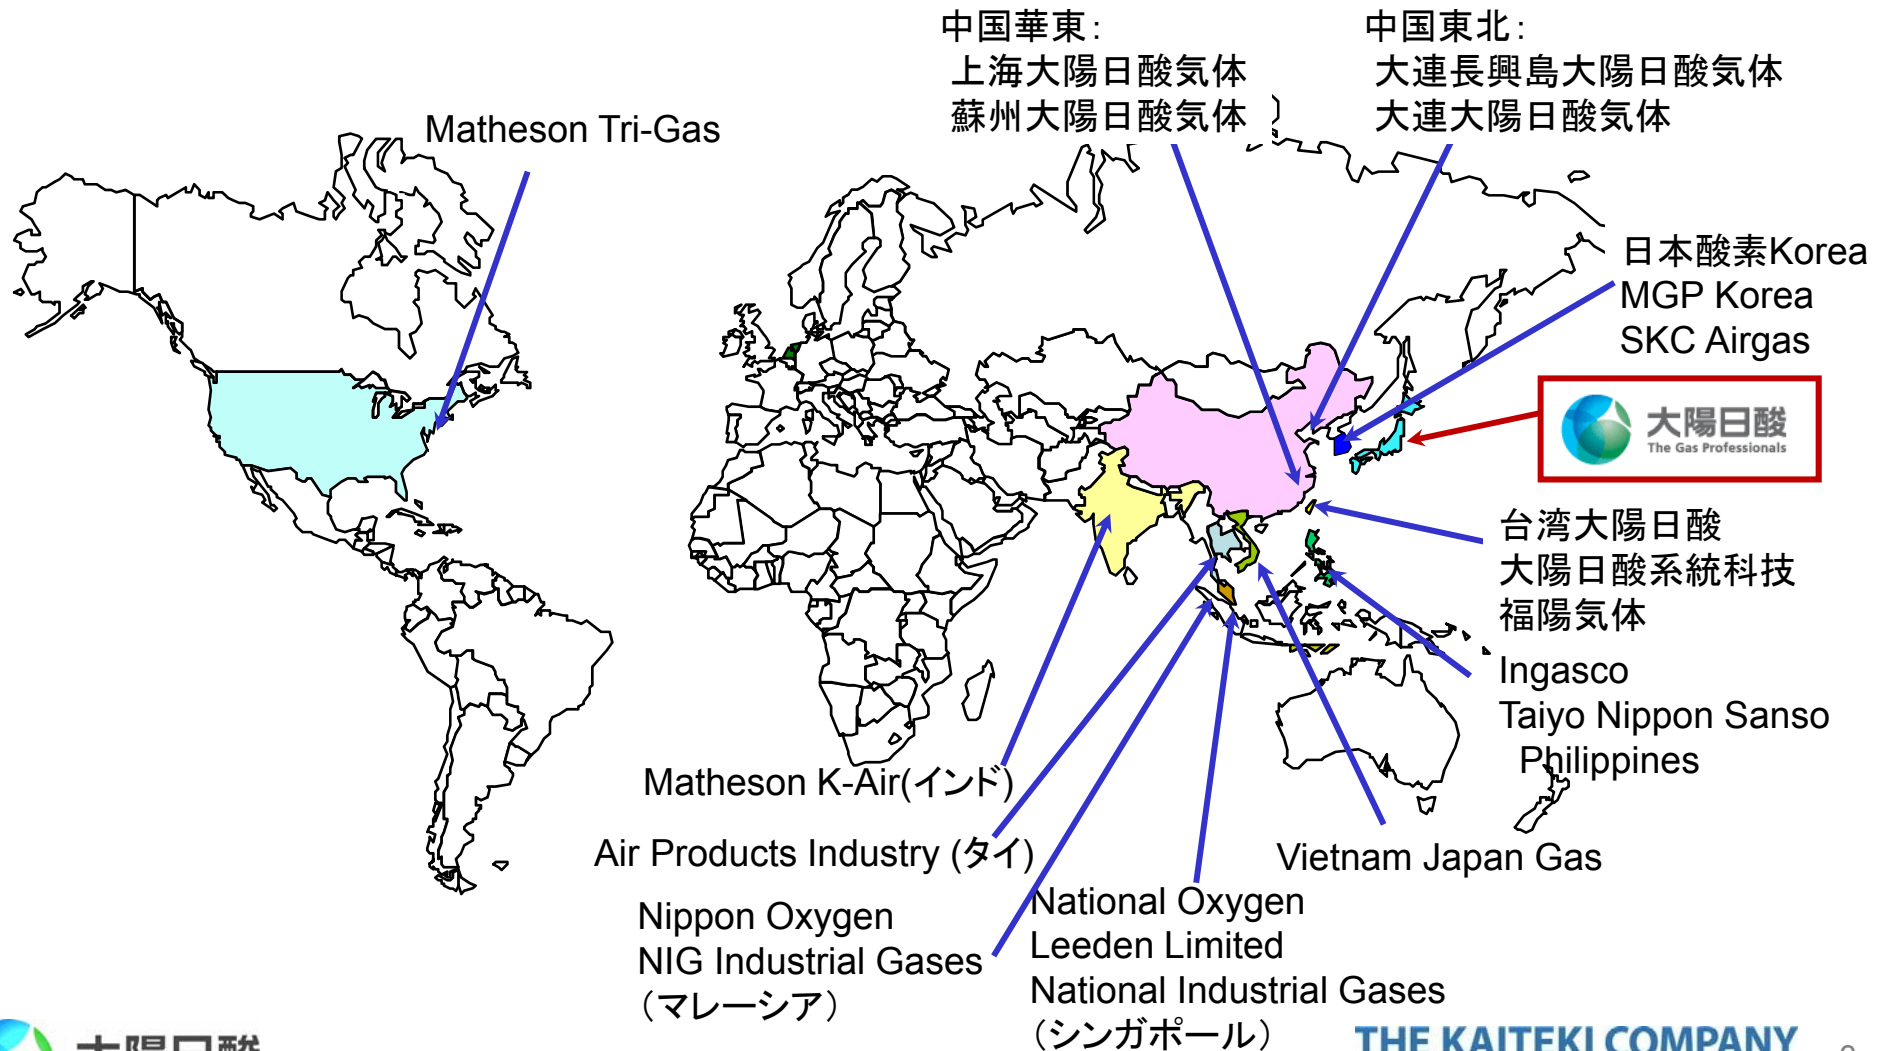 中国華東：
上海大陽日酸気体
蘇州大陽日酸気体
中国東北：
大連長興島大陽日酸気体
大連大陽日酸気体
Matheson Tri-Gas
日本酸素Korea
MGP Korea
SKC Airgas
大陽日酸
The Gas Professionals
台湾大陽日酸
大陽日酸系統科技
福陽気体
Ingasco
Taiyo Nippon Sanso
Philippines
Matheson K-Air(インド)
Air Products Industry (タイ)
Vietnam Japan Gas
Nippon Oxygen
NIG Industrial Gases
（マレーシア）
National Oxygen
Leeden Limited
National Industrial Gases
（シンガポール）
大陽日酸
THE KAITEKI COMPANY